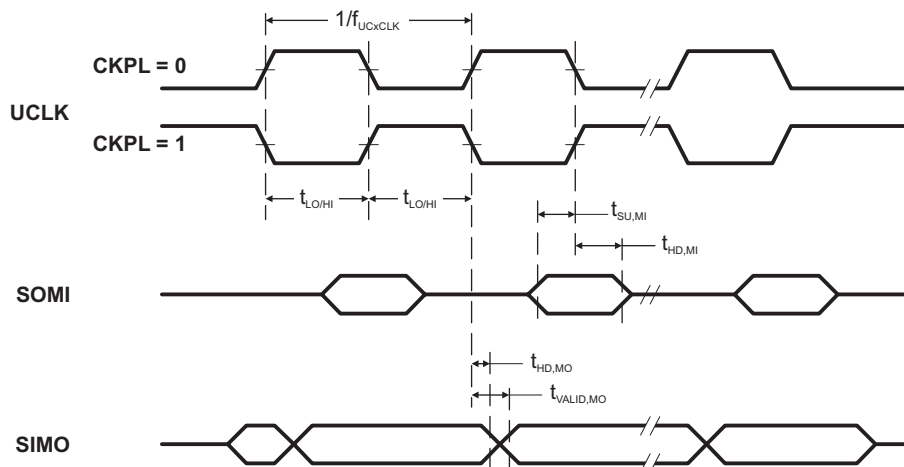 1/fUCxCLK
CKPL = 0
UCLK
CKPL = 1
tLO/HI tLO/HI
tSU,MI
tHD,MI
SOMI
tHD,MO
tVALID,MO
SIMO